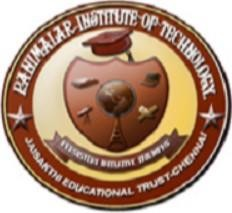 PANIMALAR INSTITUTE OF TECHNOLOGY
JAISAKTHI EDUCATIONAL TRUST-CHENNAI